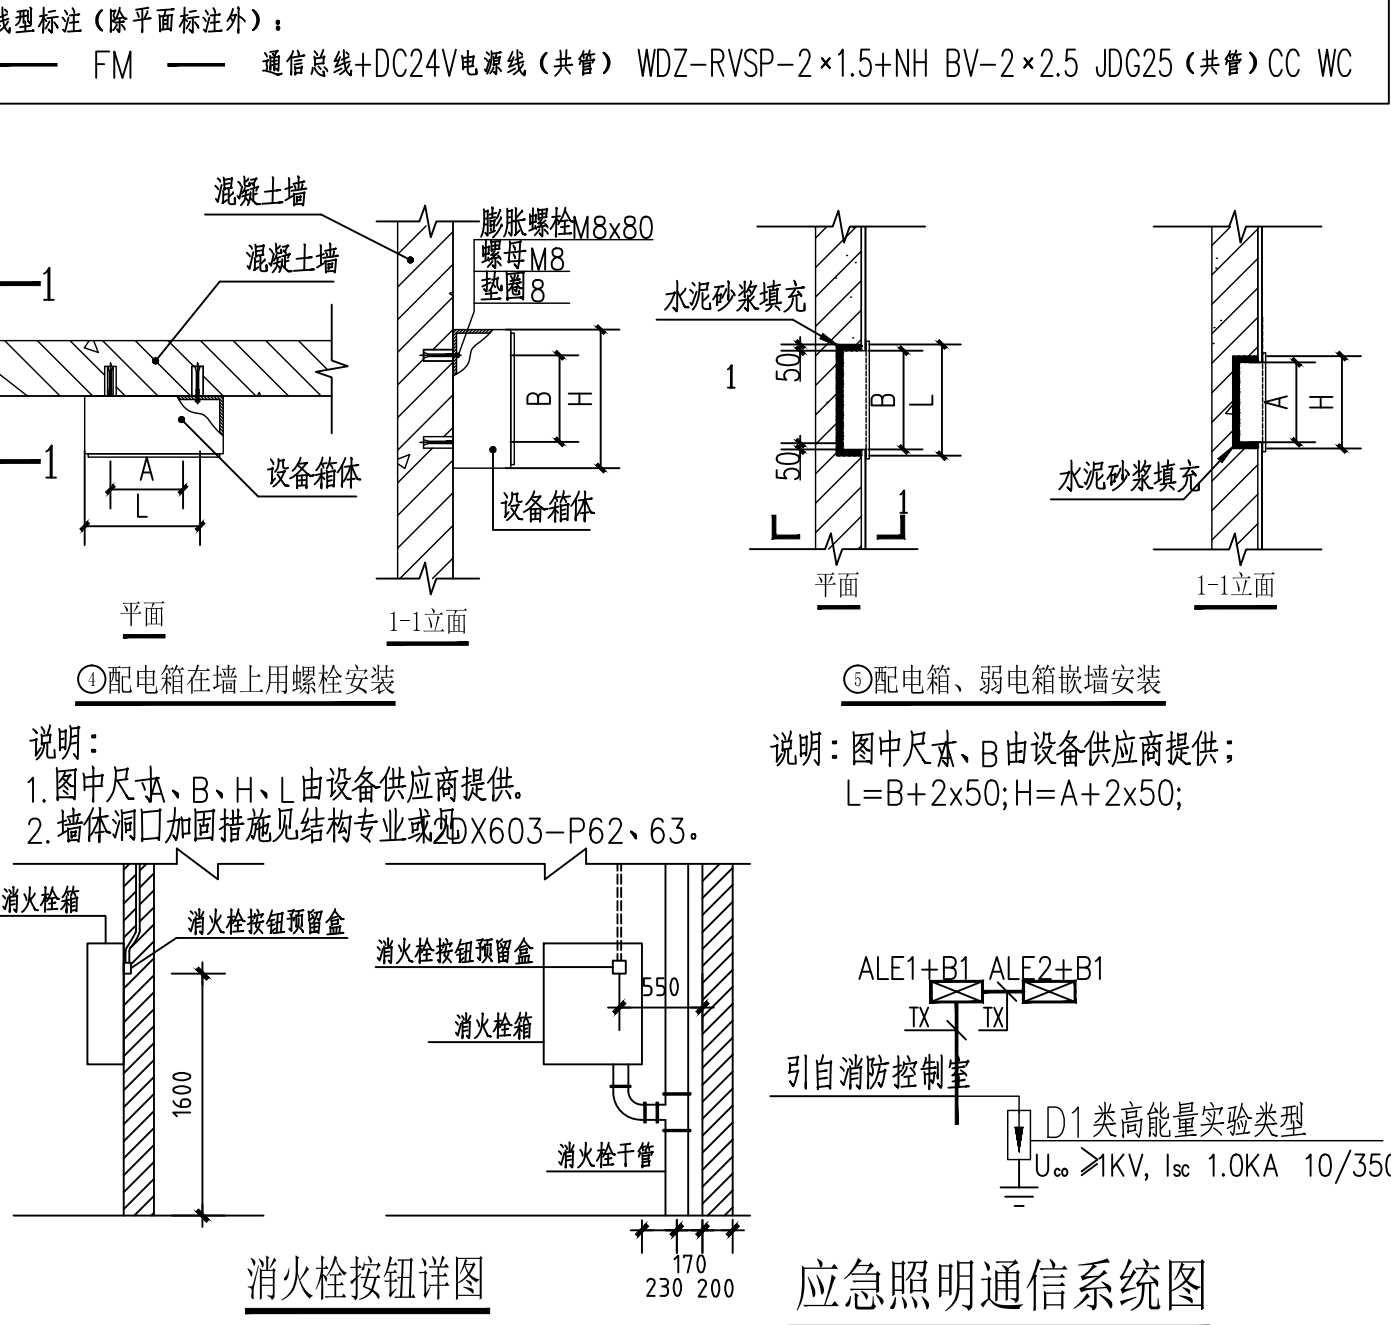 线型标注（除平面标注外）：
FM 通信总线+DC24V电源线（共管） WDZ-RVSP-2×1.5+NH BV-2×2.5 JDG25（共管）CC WC
混凝土墙
混凝土墙
1
1
设备箱体
A
L
平面
膨胀螺栓M8x80
螺母M8
垫圈8
B
H
设备箱体
1-1立面
④配电箱在墙上用螺栓安装
水泥砂浆填充
1
50
50
B
L
1
平面
A
H
水泥砂浆填充
1-1立面
⑤配电箱、弱电箱嵌墙安装
说明：
1.图中尺寸A、B、H、L由设备供应商提供。
2.墙体洞口加固措施见结构专业或见12DX603-P62、63。
说明：图中尺寸A、B由设备供应商提供；
L=B+2x50;H=A+2x50;
消火栓箱
消火栓按钮预留盒
1600
消火栓按钮预留盒
550
消火栓箱
消火栓干管
170
230 200
消火栓按钮详图
ALE1+B1 ALE2+B1
TX TX
引自消防控制室
D1类高能量实验类型
U∞≥1KV, Isc 1.0KA 10/350
应急照明通信系统图